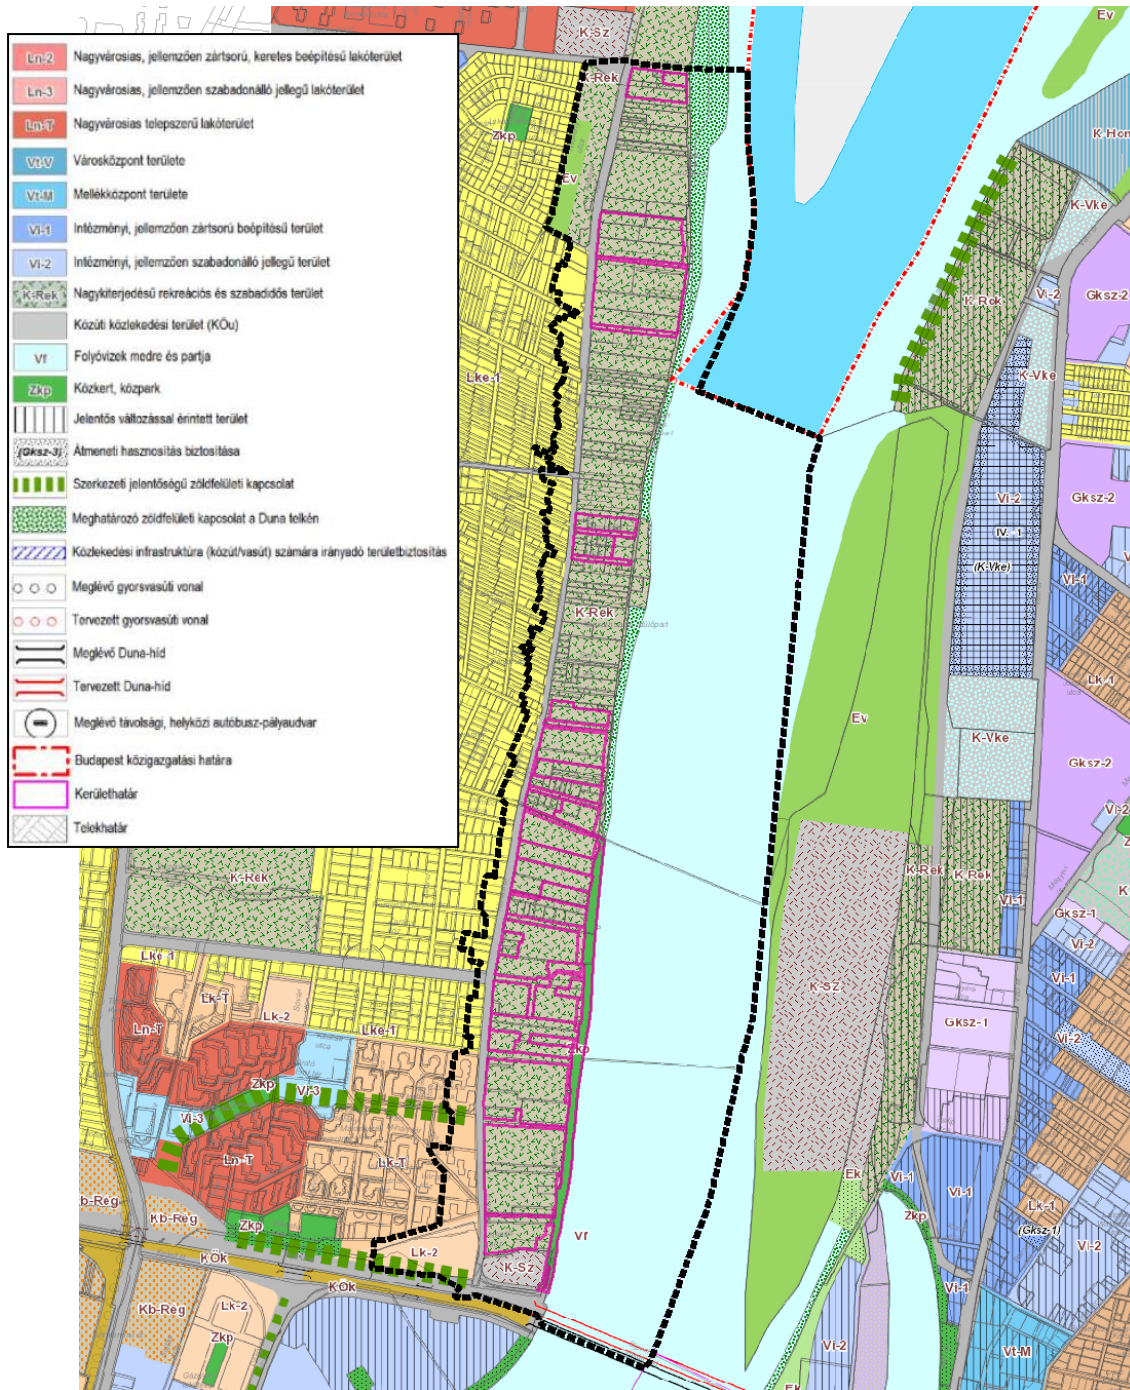 Ln-2 Nagyvárosias, jellemzően zártsorú, keretes beépítésű lakóterület
Ln-3 Nagyvárosias, jellemzően szabadonálló jellegű lakóterület
Ln-T Nagyvárosias telepszerű lakóterület
Vt-V Városközpont területe
Vt-M Mellékközpont területe
Vi-1 Intézményi, jellemzően zártsorú beépítésű terület
Vi-2 Intézményi, jellemzően szabadonálló jellegű terület
K-Rek Nagykiterjedésű rekreációs és szabadidős terület
Közúti közlekedési terület (KÖu)
Vf Folyóvizek medre és partja
Zkp Közkert, közpark
Jelentős változással érintett terület
(Gksz-3) Átmeneti hasznosítás biztosítása
Szerkezeti jelentőségű zöldfelületi kapcsolat
Meghatározó zöldfelületi kapcsolat a Duna telkén
Közlekedési infrastruktúra (közút/vasút) számára irányadó területbiztosítás
Meglévő gyorsvasúti vonal
Tervezett gyorsvasúti vonal
Meglévő Duna-híd
Tervezett Duna-híd
Meglévő távolsági, helyközi autóbusz-pályaudvar
Budapest közigazgatási határa
Kerülethatár
Telekhatár
K-Sz
Ev
K-Rek
Zkp
K-Hon
Ev
K-Vke
K-Rek
Vi-2
Gksz-2
K-Vke
Lke-1
Vi-2
Gksz-2
IV. -1
(K-Vke)
Vi-1
K-Rek
Lk-1
Ev
K-Vke
Gksz-2
Vi-2
K-Rek
K-Rek
K-Rek
Vi-1
Gksz-1
Vi-2
Lke-1
Vi-1
Lk-T
K-Sz
Lk-2
Ln-T
Lke-1
Gksz-1
Vi-2
Zkp
Zkp
Vi-3
Vi-3
Ln-T
Lk-T
Ek
Vi-1
Vi-1
Kb-Rég
Zkp
Lk-1
Zkp
(Gksz-1)
Vf
Vi-2
KÖk
Lk-2
K-Sz
KÖk
Vi-1
Kb-Rég
Lk-2
Zkp
Vi-2
Vt-M
Ek